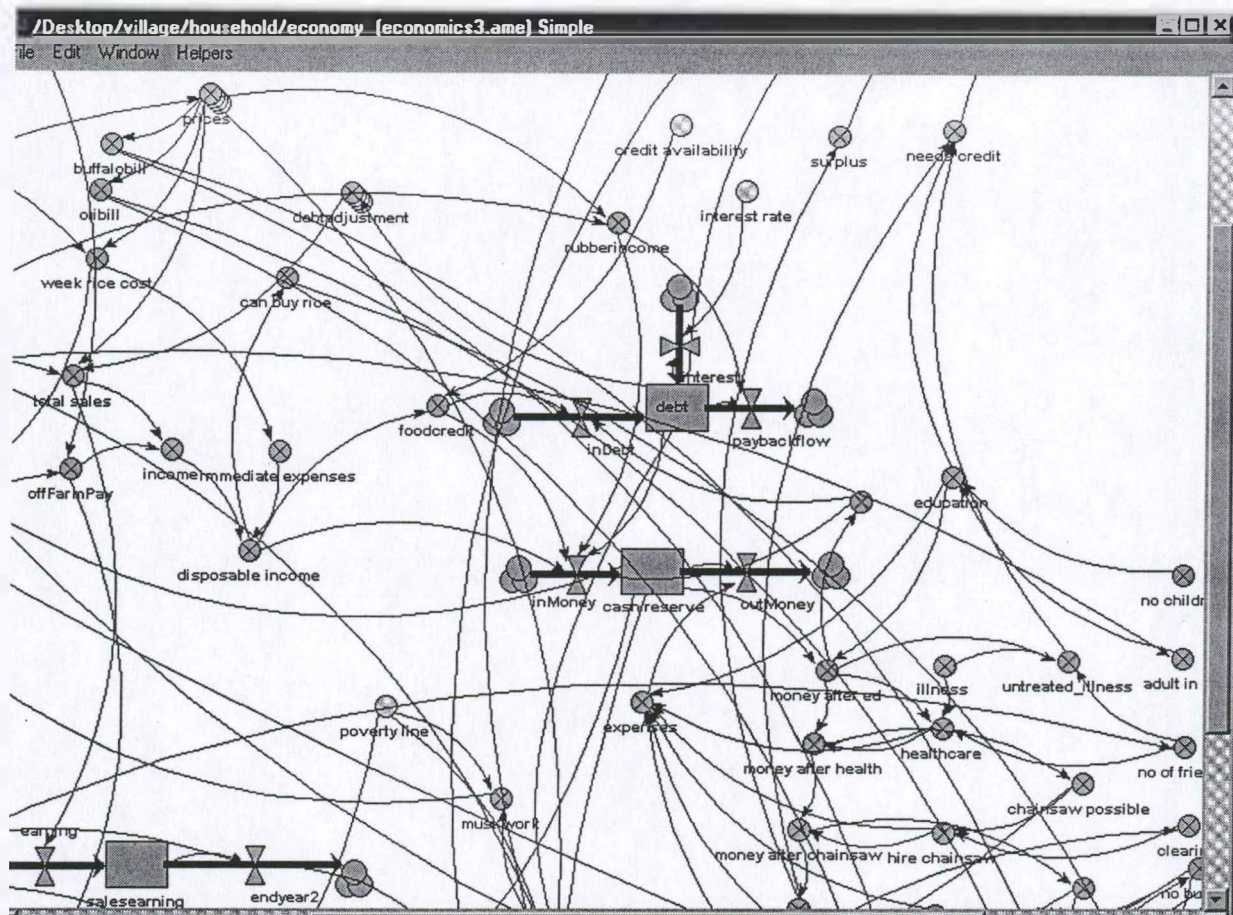 /Desktop/village/household/economy (economics3.ame) Simple
File Edit Window Helpers
prices
buffalobill
credit availability
surplus
needs credit
oilbill
debtadjustment
interest rate
rubberincome
week rice cost
can buy rice
interest
total sales
debt
foodcredit
inDebt
paybackflow
income
immediate expenses
offFarmPay
education
disposable income
inMoney
cash reserve
outMoney
no childr
money after ed
illness
untreated_illness
adult in
poverty line
expenses
healthcare
money after health
no of frie
chainsaw possible
must work
earning
money after chainsaw
hire chainsaw
clearin
salesearning
endyear2
no bu